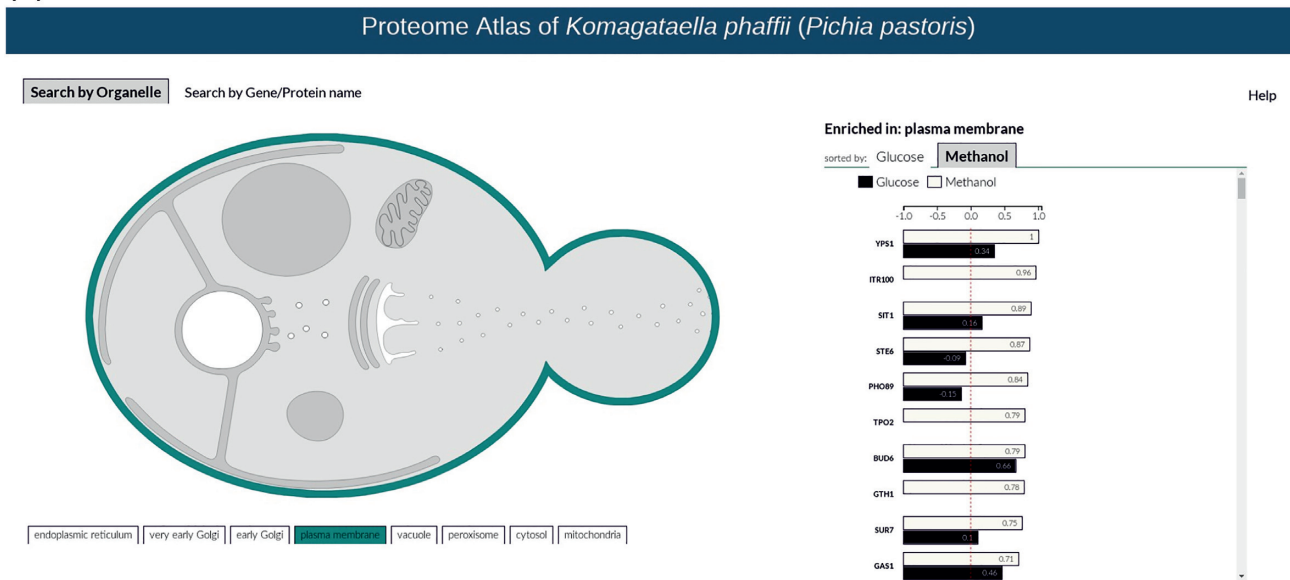 Proteome Atlas of Komagataella phaffii (Pichia pastoris)
Search by Organelle Search by Gene/Protein name
Help
Enriched in: plasma membrane
sorted by: Glucose Methanol
Glucose Methanol
-1.0 -0.5 0.0 0.5 1.0
YPS1 1
0.34
ITR100 0.96
SIT1 0.89
0.16
STE6 0.87
-0.09
PHO89 0.84
-0.15
TPO2 0.79
BUD6 0.79
0.66
GTH1 0.78
SUR7 0.75
0.1
GAS1 0.71
0.46
endoplasmic reticulum very early Golgi early Golgi plasma membrane vacuole peroxisome cytosol mitochondria